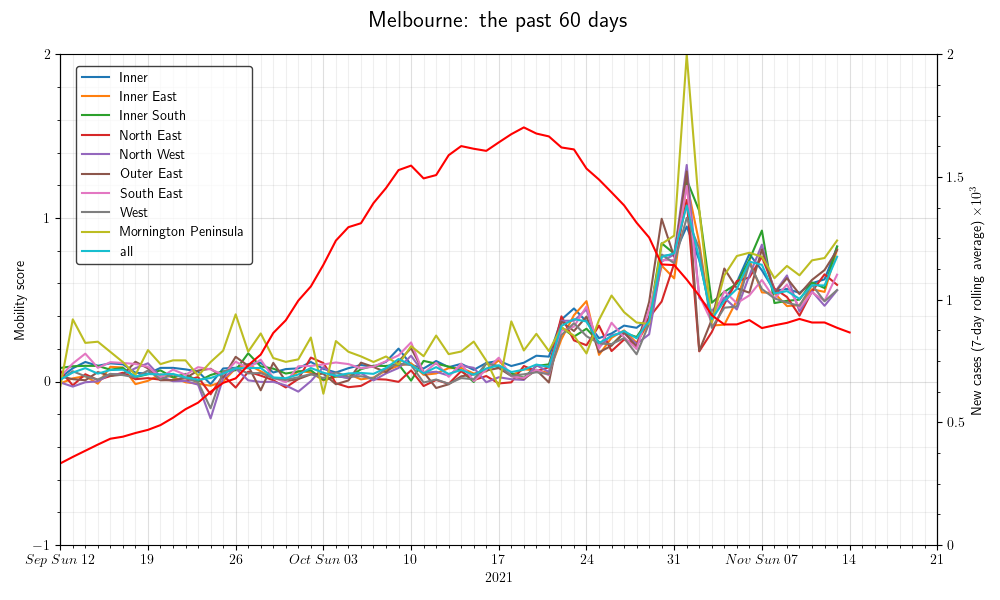 Melbourne: the past 60 days
2
1
0
−1
Mobility score
Inner
Inner East
Inner South
North East
North West
Outer East
South East
West
Mornington Peninsula
all
2
1.5
1
0.5
0
New cases (7-day rolling average) ×10³
Sep Sun 12 19 26 Oct Sun 03 10 17 24 31 Nov Sun 07 14 21
2021